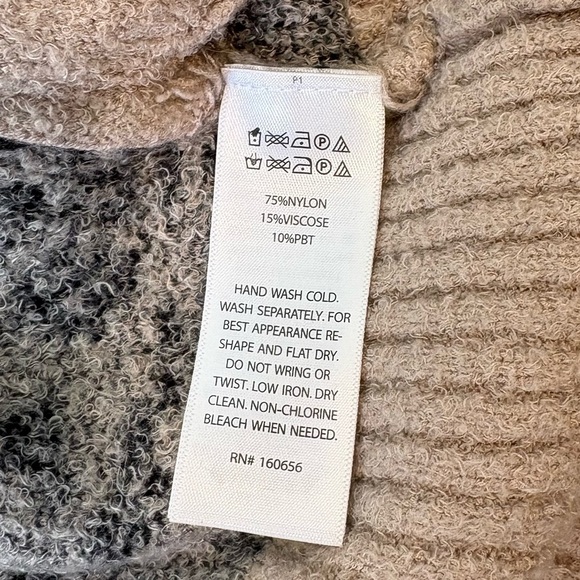 P1
75%NYLON
15%VISCOSE
10%PBT
HAND WASH COLD.
WASH SEPARATELY. FOR
BEST APPEARANCE RE-
SHAPE AND FLAT DRY.
DO NOT WRING OR
TWIST. LOW IRON. DRY
CLEAN. NON-CHLORINE
BLEACH WHEN NEEDED.
RN# 160656